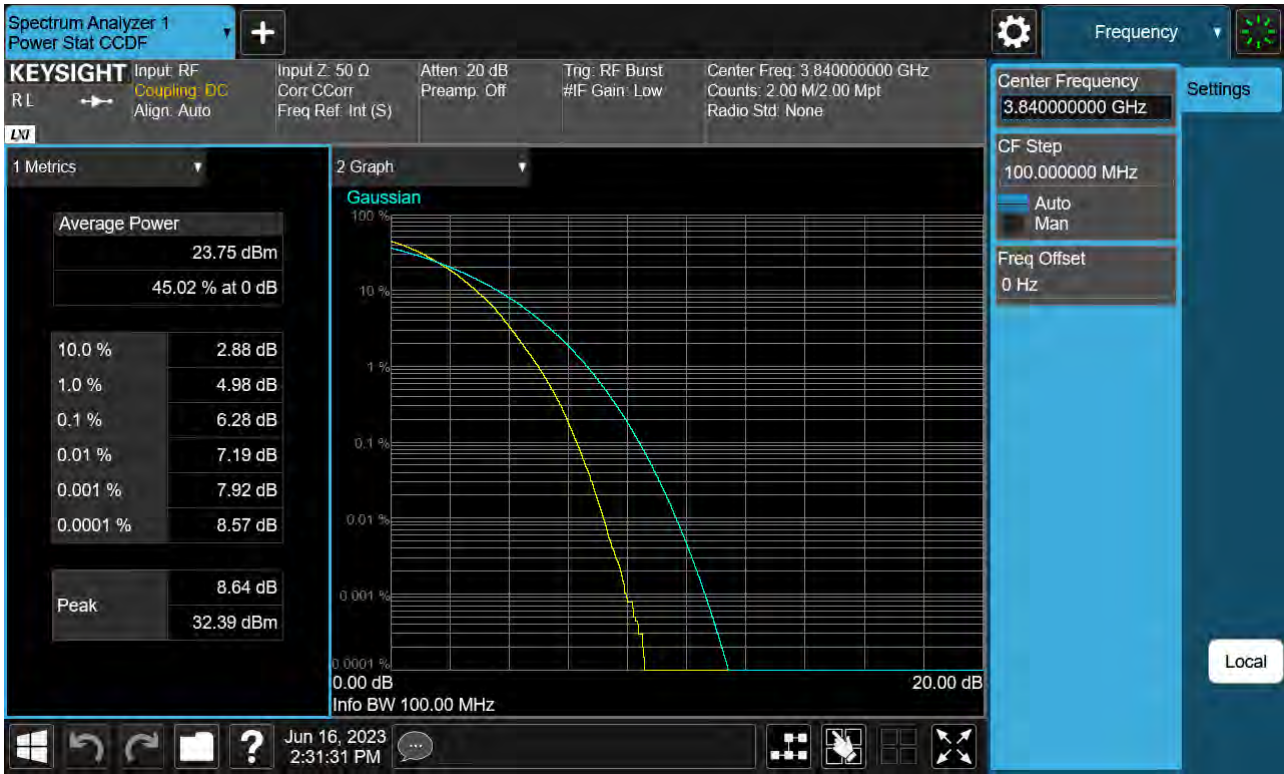 Spectrum Analyzer 1
Power Stat CCDF
Frequency
KEYSIGHT
RL
LXI
Input: RF
Coupling: DC
Align: Auto
Input Z: 50 Ω
Corr CCorr
Freq Ref: Int (S)
Atten: 20 dB
Preamp: Off
Trig: RF Burst
#IF Gain: Low
Center Freq: 3.840000000 GHz
Counts: 2.00 M/2.00 Mpt
Radio Std: None
Center Frequency
3.840000000 GHz
Settings
CF Step
100.000000 MHz
Auto
Man
Freq Offset
0 Hz
1 Metrics
Average Power
23.75 dBm
45.02 % at 0 dB
10.0 % 2.88 dB
1.0 % 4.98 dB
0.1 % 6.28 dB
0.01 % 7.19 dB
0.001 % 7.92 dB
0.0001 % 8.57 dB
Peak
8.64 dB
32.39 dBm
2 Graph
Gaussian
100 %
10 %
1 %
0.1 %
0.01 %
0.001 %
0.0001 %
0.00 dB 20.00 dB
Info BW 100.00 MHz
Local
?
Jun 16, 2023
2:31:31 PM